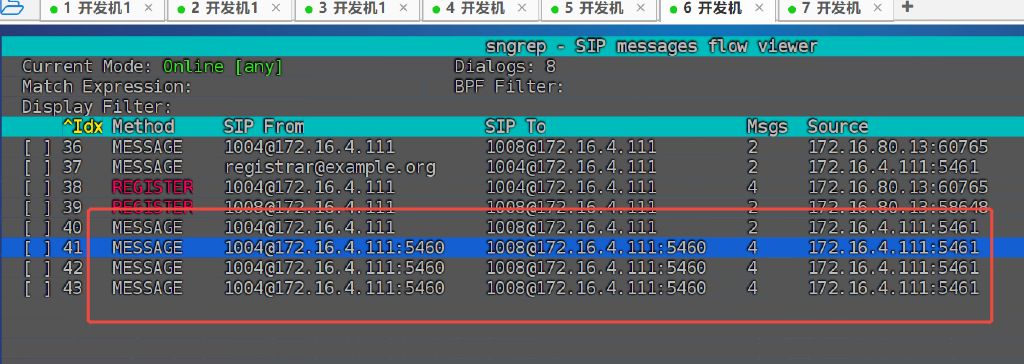 1 开发机1 × 2 开发机1 × 3 开发机1 × 4 开发机 × 5 开发机 × 6 开发机 × 7 开发机 × +
sngrep - SIP messages flow viewer
Current Mode: Online [any] Dialogs: 8
Match Expression: BPF Filter:
Display Filter:
^Idx Method SIP From SIP To Msgs Source
[ ] 36 MESSAGE 1004@172.16.4.111 1008@172.16.4.111 2 172.16.80.13:60765
[ ] 37 MESSAGE registrar@example.org 1004@172.16.4.111 2 172.16.4.111:5461
[ ] 38 REGISTER 1004@172.16.4.111 1004@172.16.4.111 4 172.16.80.13:60765
[ ] 39 REGISTER 1008@172.16.4.111 1008@172.16.4.111 2 172.16.80.13:58648
[ ] 40 MESSAGE 1004@172.16.4.111 1008@172.16.4.111 2 172.16.4.111:5461
[ ] 41 MESSAGE 1004@172.16.4.111:5460 1008@172.16.4.111:5460 4 172.16.4.111:5461
[ ] 42 MESSAGE 1004@172.16.4.111:5460 1008@172.16.4.111:5460 4 172.16.4.111:5461
[ ] 43 MESSAGE 1004@172.16.4.111:5460 1008@172.16.4.111:5460 4 172.16.4.111:5461